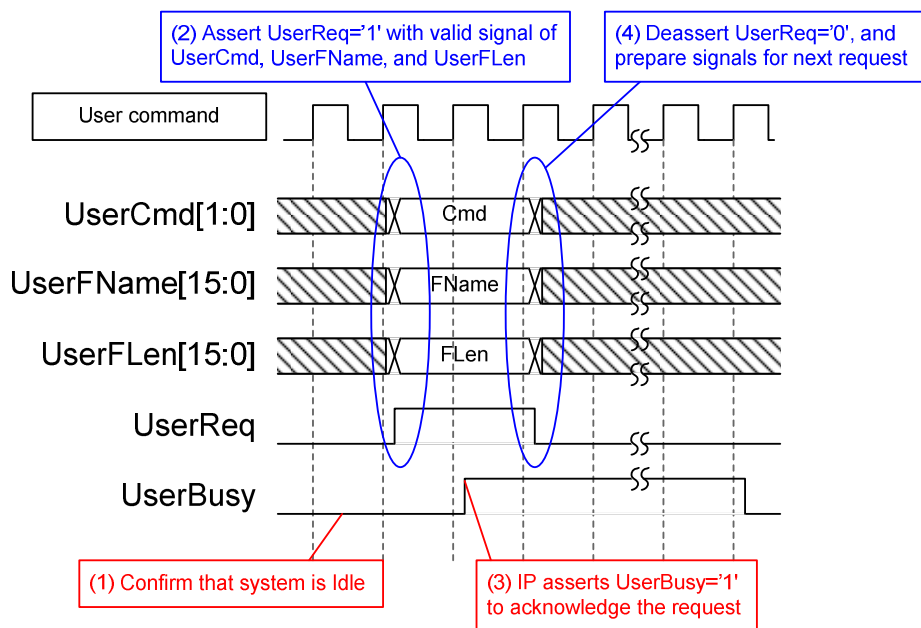 (2) Assert UserReq='1' with valid signal of
UserCmd, UserFName, and UserFLen
(4) Deassert UserReq='0', and
prepare signals for next request
User command
UserCmd[1:0]
Cmd
UserFName[15:0]
FName
UserFLen[15:0]
FLen
UserReq
UserBusy
(1) Confirm that system is Idle
(3) IP asserts UserBusy='1'
to acknowledge the request